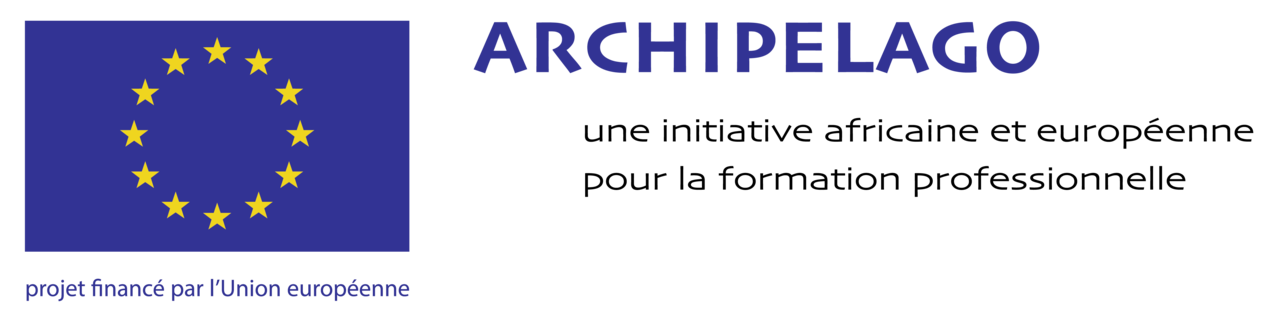 ARCHIPELAGO
une initiative africaine et européenne
pour la formation professionnelle
projet financé par l’Union européenne